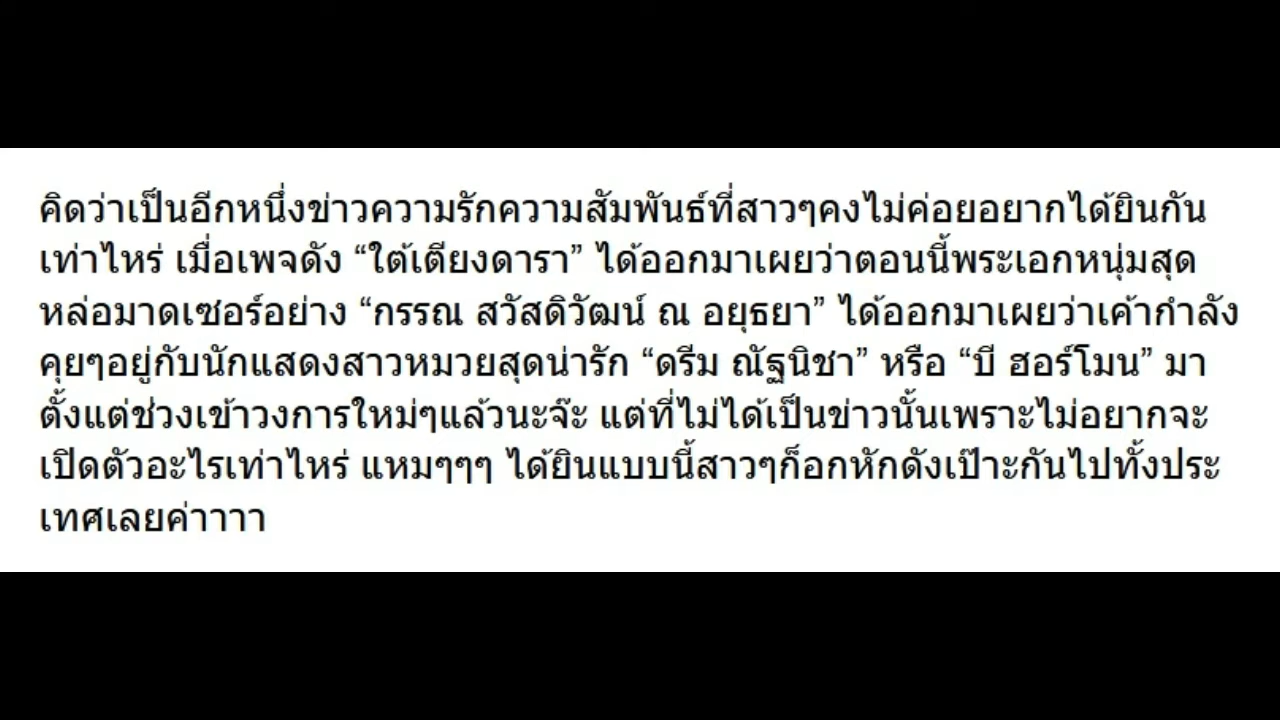 คิดว่าเป็นอีกหนึ่งข่าวความรักความสัมพันธ์ที่สาวๆคงไม่ค่อยอยากได้ยินกัน
เท่าไหร่ เมื่อเพจดัง “ใต้เตียงดารา” ได้ออกมาเผยว่าตอนนี้พระเอกหนุ่มสุด
หล่อมาดเซอร์อย่าง “กรรณ สวัสดิวัฒน์ ณ อยุธยา” ได้ออกมาเผยว่าเค้ากำลัง
คุยๆอยู่กับนักแสดงสาวหมวยสุดน่ารัก “ดรีม ณัฐนิชา” หรือ “บี ฮอร์โมน” มา
ตั้งแต่ช่วงเข้าวงการใหม่ๆแล้วนะจ๊ะ แต่ที่ไม่ได้เป็นข่าวนั้นเพราะไม่อยากจะ
เปิดตัวอะไรเท่าไหร่ แหมๆๆๆ ได้ยินแบบนี้สาวๆก็อกหักดังเป๊าะกันไปทั้งประ
เทศเลยค่าาาา